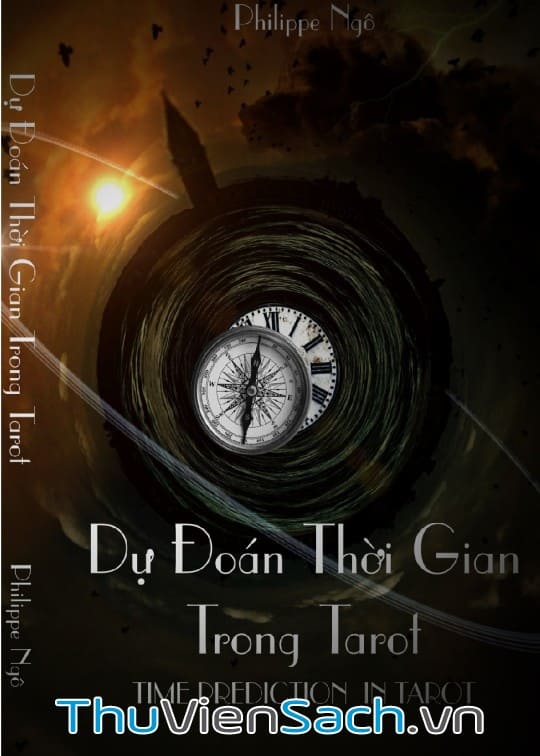 Philippe Ngô
Dự Đoán Thời Gian Trong Tarot
Philippe Ngô
Dự Đoán Thời Gian
Trong Tarot
TIME PREDICTION IN TAROT
ThuVienSach.vn